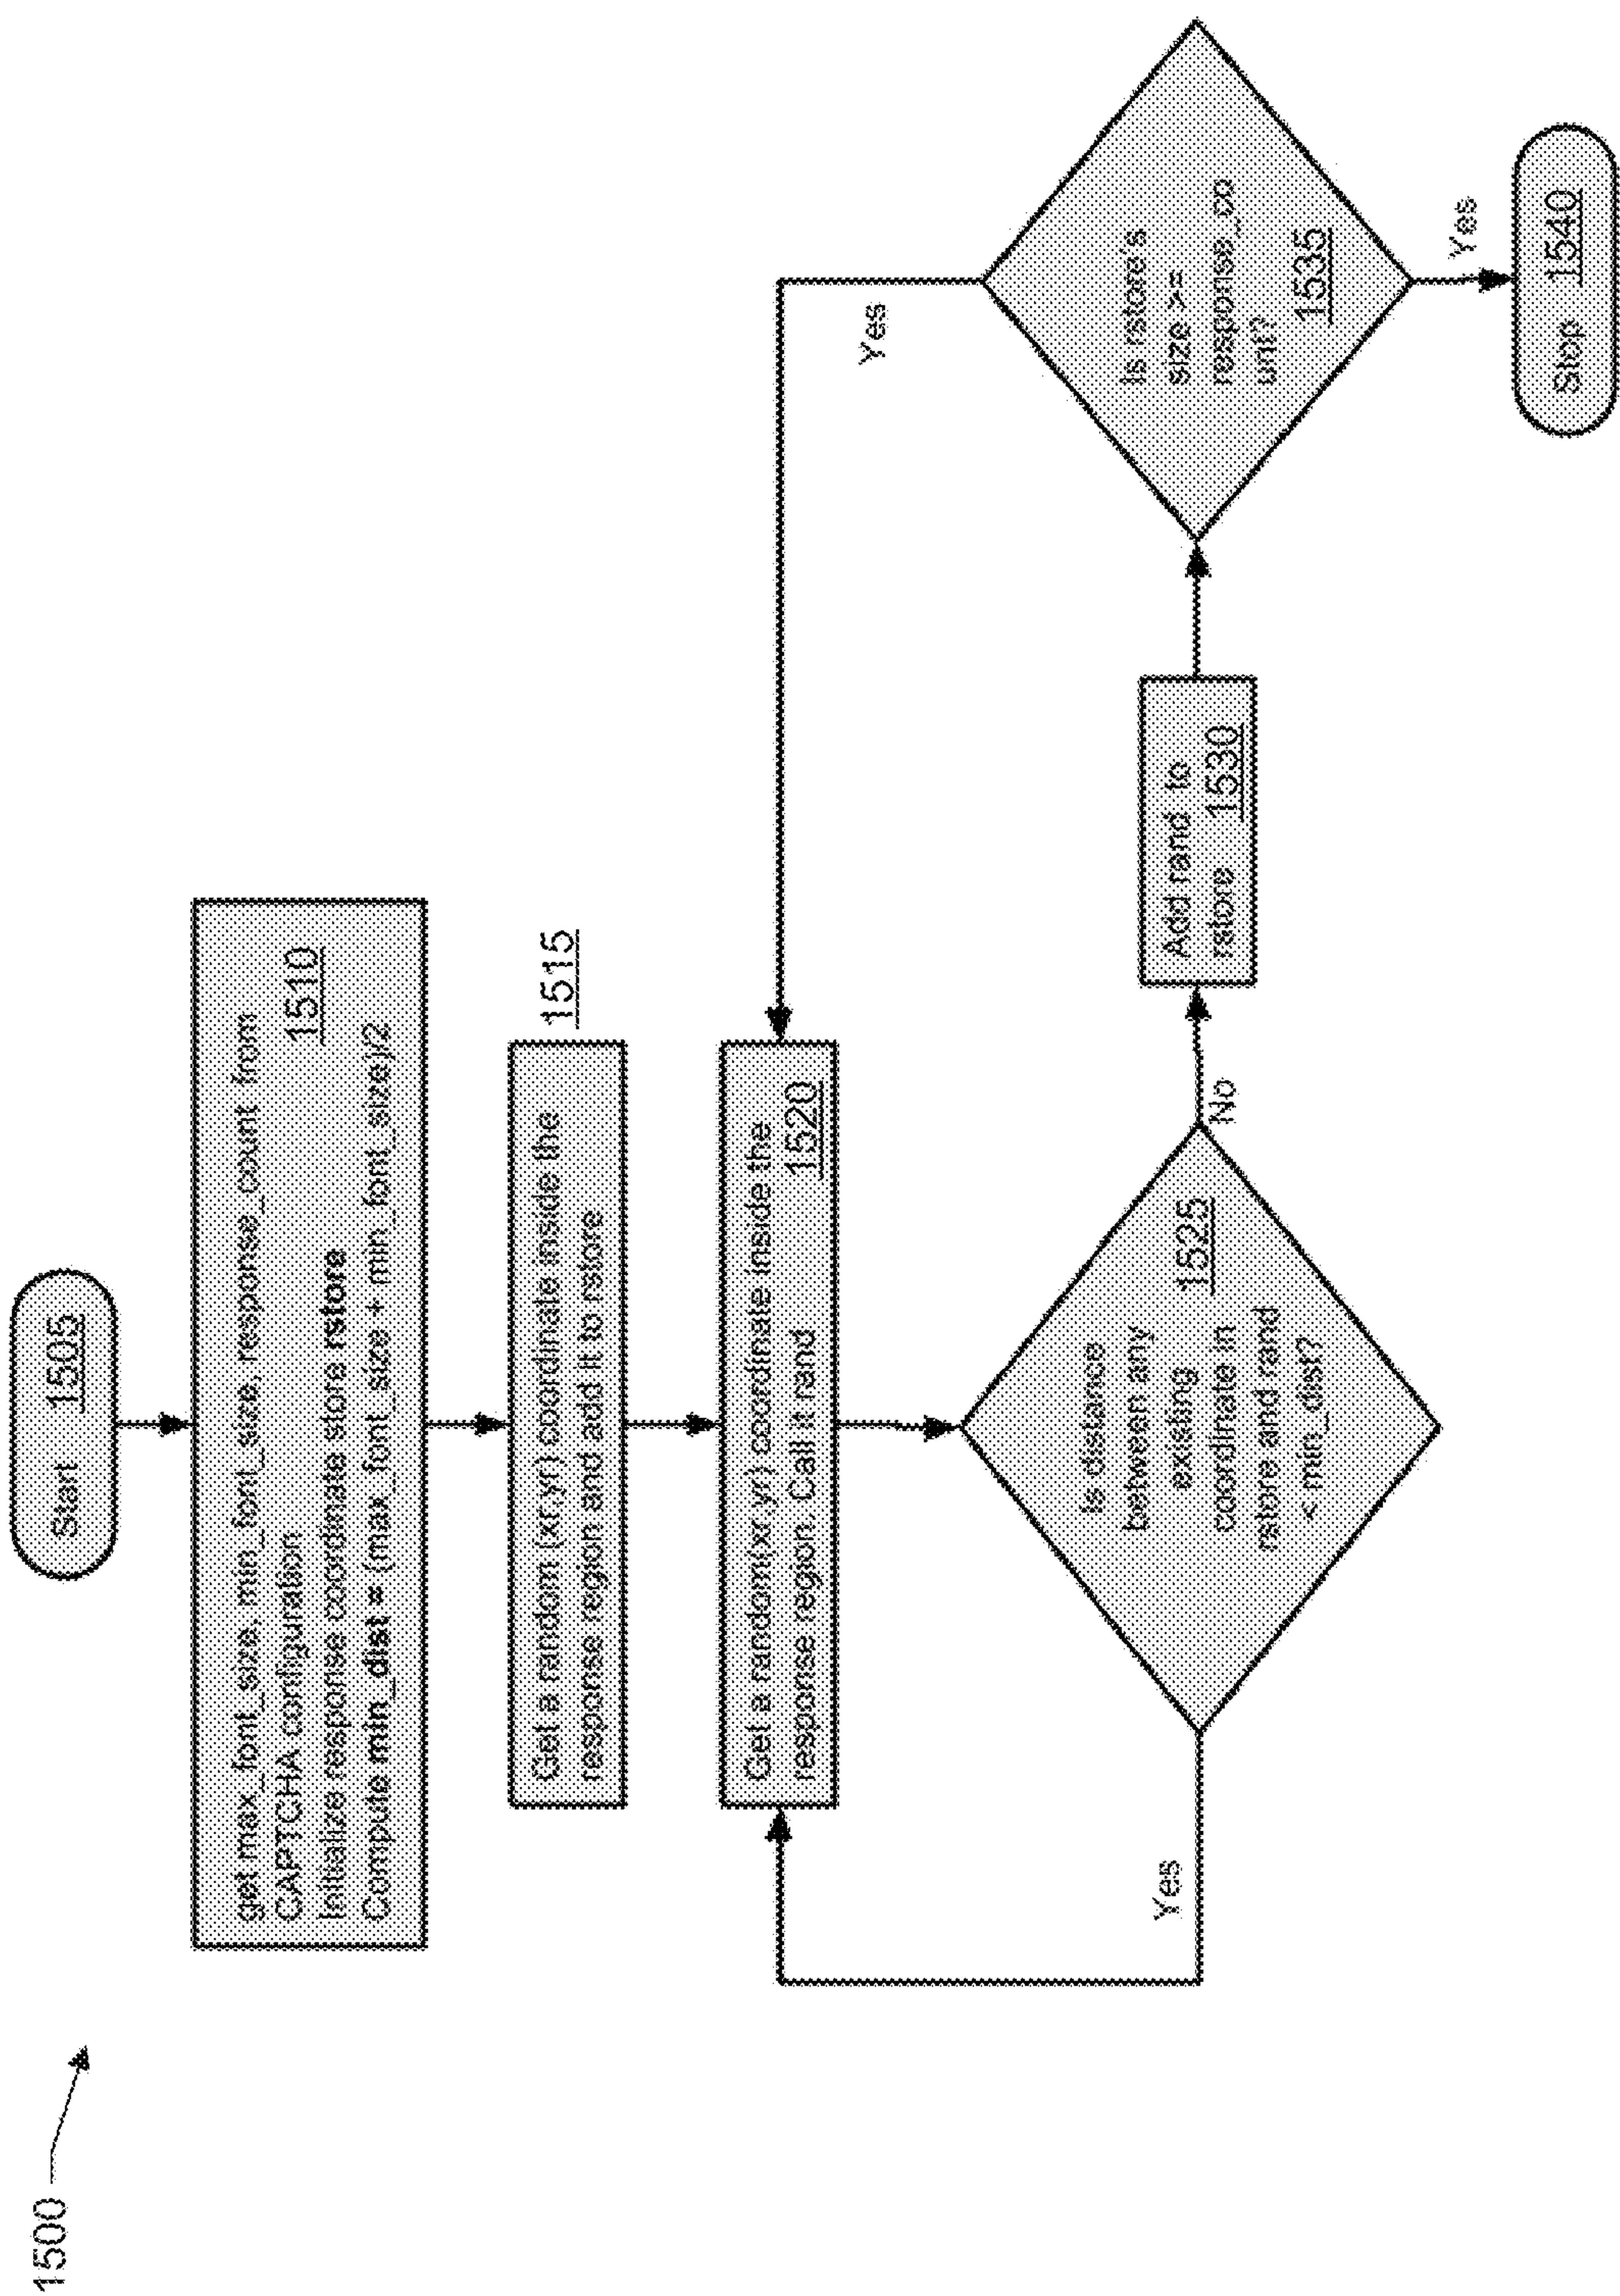 1500
Start 1505
get max_font_size, min_font_size, response_count from
CAPTCHA configuration
1510
Initialize response coordinate store rstore
Compute min_dist = (max_font_size + min_font_size)/2
Get a random (xr,yr) coordinate inside the
response region and add it to rstore
1515
Get a random(xr,yr) coordinate inside the
response region. Call it rand
1520
Is distance
between any
existing
coordinate in
rstore and rand
< min_dist?
1525
Yes
No
Add rand to
rstore 1530
Is rstore's
size >=
response_co
unt?
1535
Yes
Yes
Stop 1540